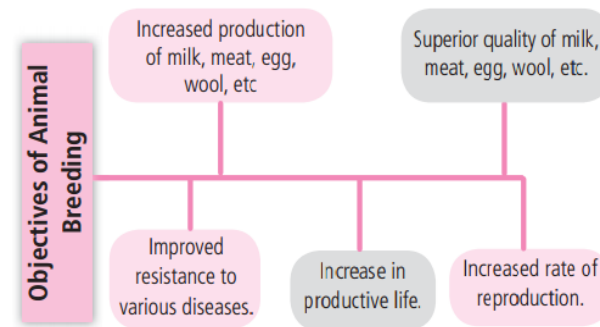 Objectives of Animal
Breeding
Increased production
of milk, meat, egg,
wool, etc
Superior quality of milk,
meat, egg, wool, etc.
Improved
resistance to
various diseases.
Increase in
productive life.
Increased rate of
reproduction.